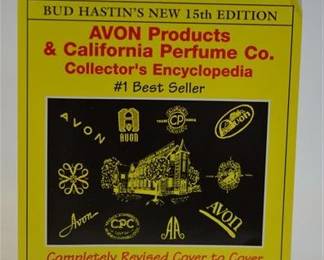 BUD HASTIN'S NEW 15th EDITION
AVON Products
& California Perfume Co.
Collector's Encyclopedia
#1 Best Seller
AVON
AVON
CP
Avon
Avon
CPC
AA
AVON
Completely Revised Cover to Cover